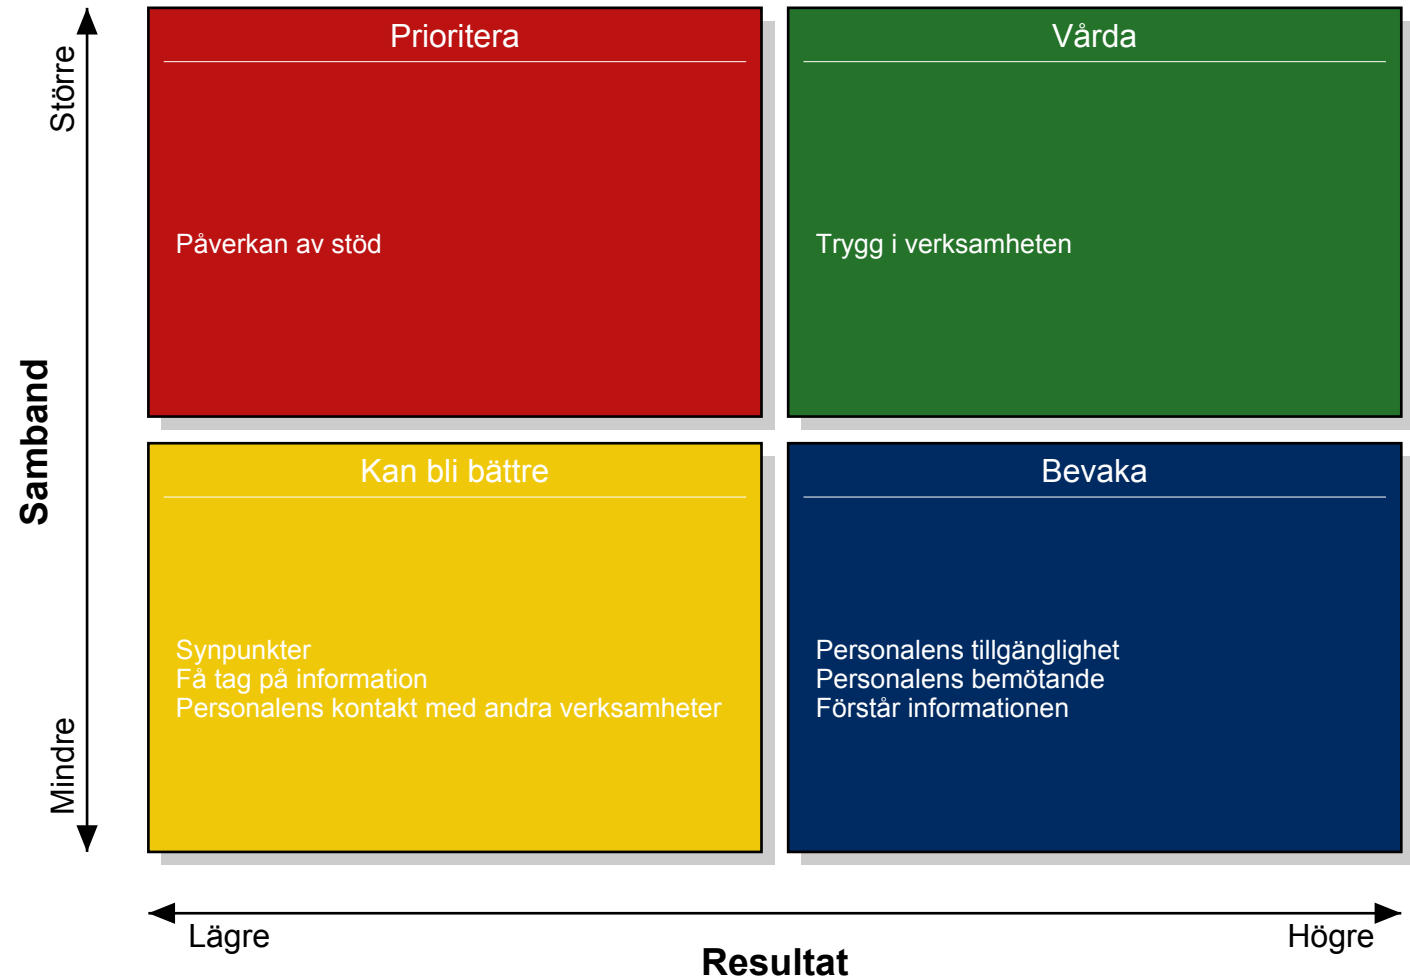 Större
Samband
Mindre
Prioritera
Påverkan av stöd
Vårda
Trygg i verksamheten
Kan bli bättre
Synpunkter
Få tag på information
Personalens kontakt med andra verksamheter
Bevaka
Personalens tillgänglighet
Personalens bemötande
Förstår informationen
Lägre
Högre
Resultat